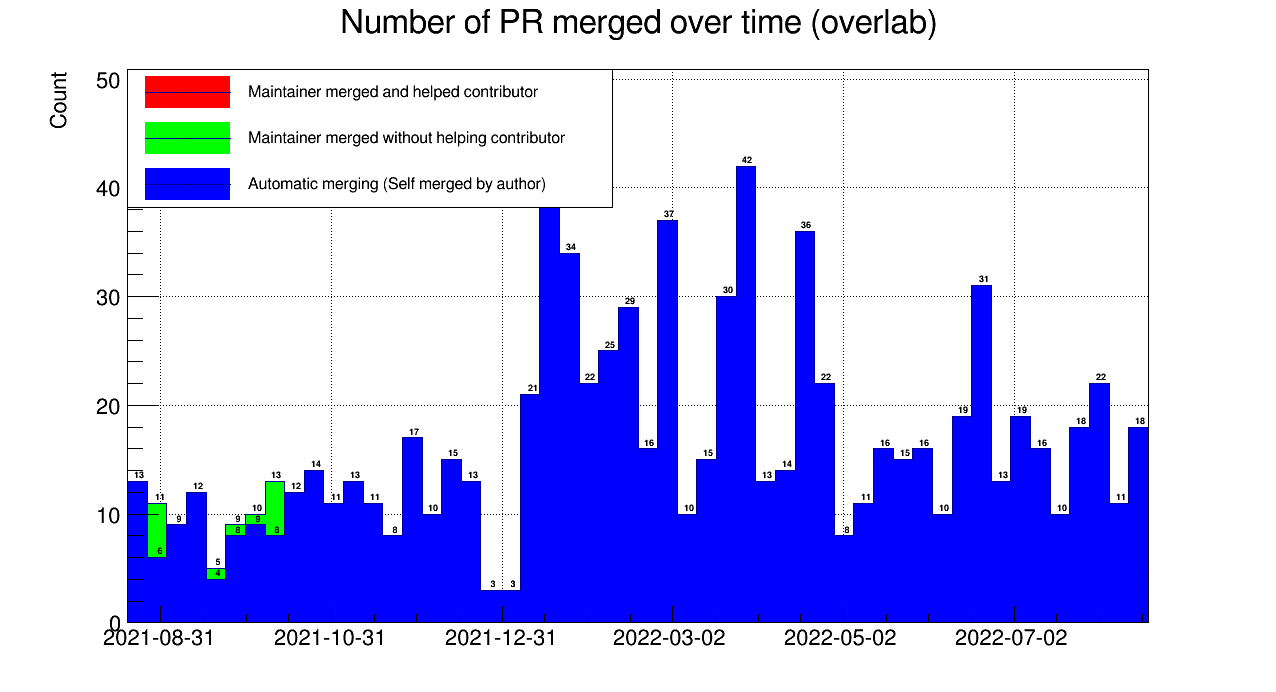 Number of PR merged over time (overlab)
Count
Maintainer merged and helped contributor
Maintainer merged without helping contributor
Automatic merging (Self merged by author)
50
40
30
20
10
0
0
13 11 6 9 12 5 4 9 8 10 9 13 8 12 14 11 13 11 8 17 10 15 13 3 3 21 34 22 25 29 16 37 10 15 30 42 13 14 36 22 8 11 16 15 16 10 19 31 13 19 16 10 18 22 11 18
2021-08-31 2021-10-31 2021-12-31 2022-03-02 2022-05-02 2022-07-02